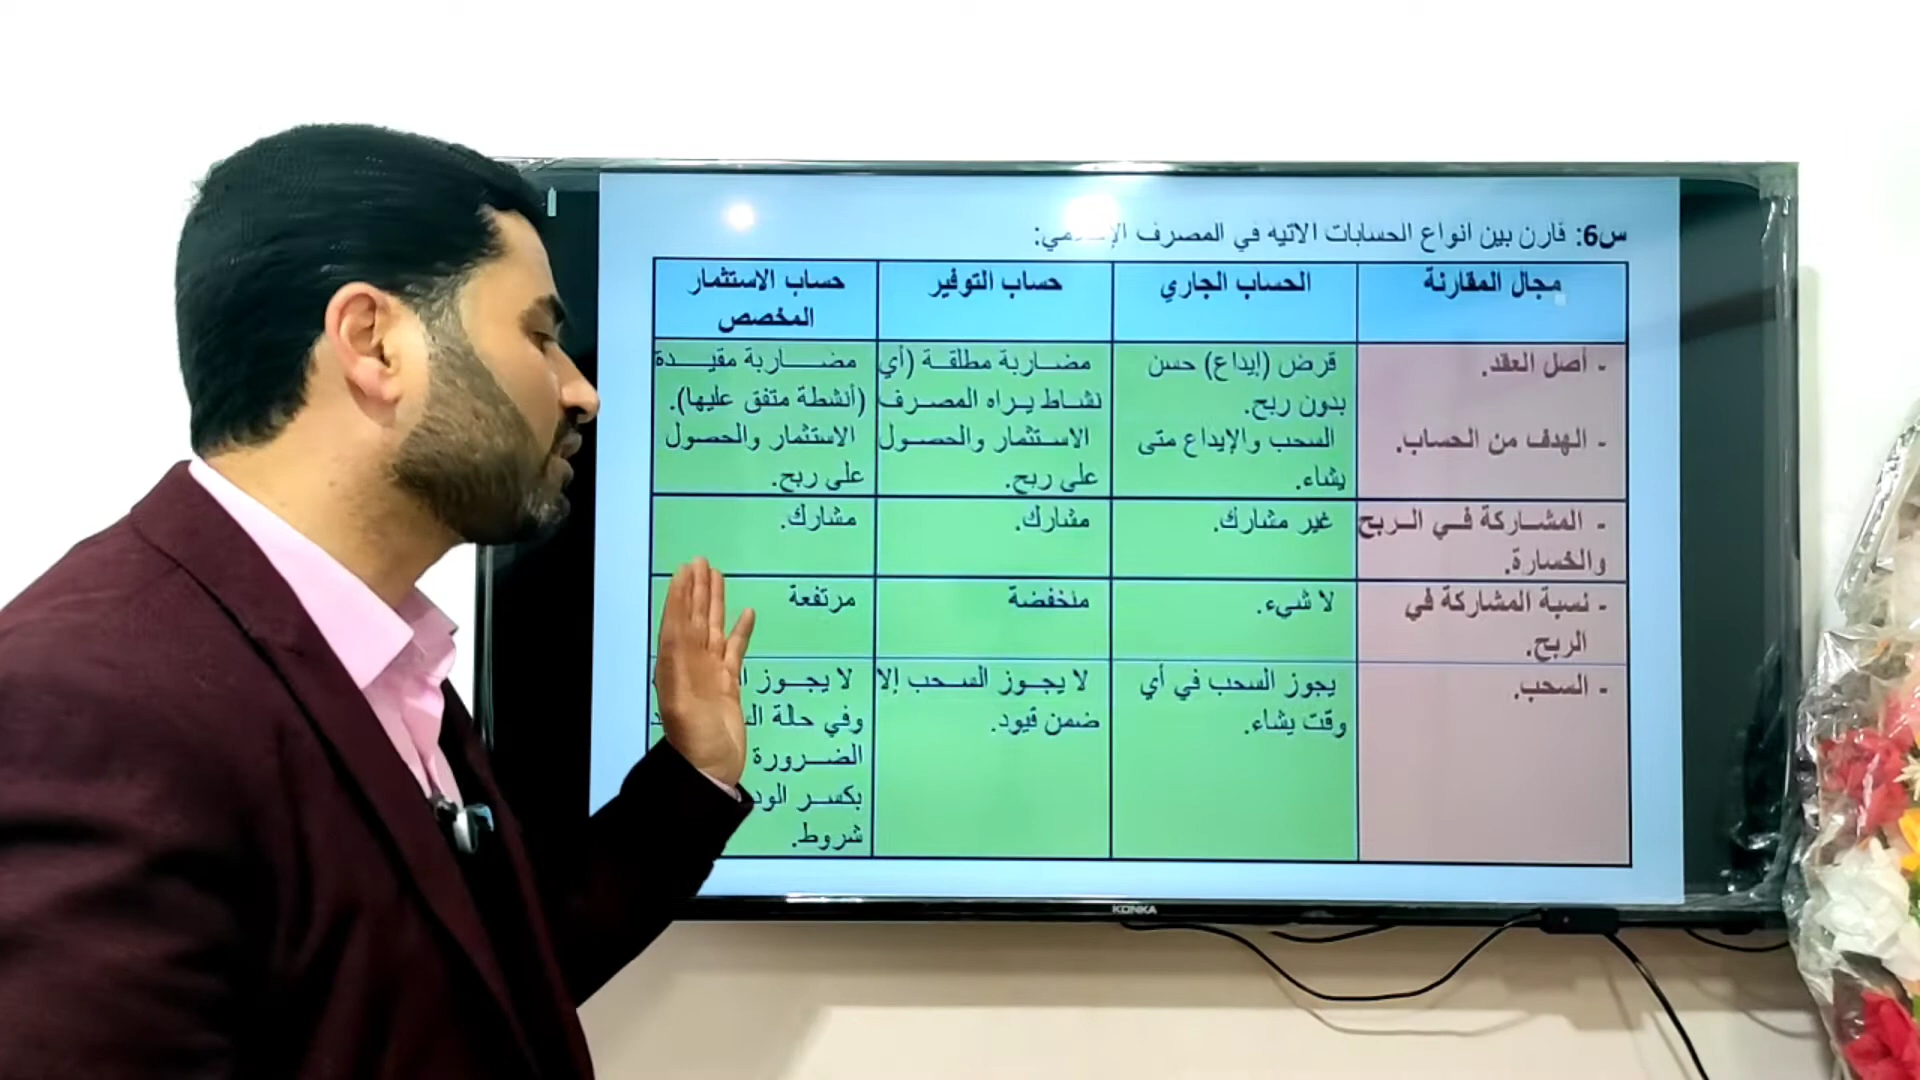 س6: قارن بين انواع الحسابات الاتية في المصرف الإسلامي:
مجال المقارنة
الحساب الجاري
حساب التوفير
حساب الاستثمار
المخصص
- أصل العقد.
قرض (إيداع) حسن
بدون ربح.
مضاربة مطلقة (أي
نشاط يراه المصرف
مضاربة مقيدة
(أنشطة متفق عليها).
- الهدف من الحساب.
السحب والإيداع متى
يشاء.
الاستثمار والحصول
على ربح.
الاستثمار والحصول
على ربح.
- المشاركة في الربح
والخسارة.
غير مشارك.
مشارك.
مشارك.
- نسبة المشاركة في
الربح.
لا شيء.
منخفضة
مرتفعة
- السحب.
يجوز السحب في أي
وقت يشاء.
لا يجوز السحب إلا
ضمن قيود.
لا يجوز
وفي حالة
الضرورة
بكسر
شروط.
KONKA